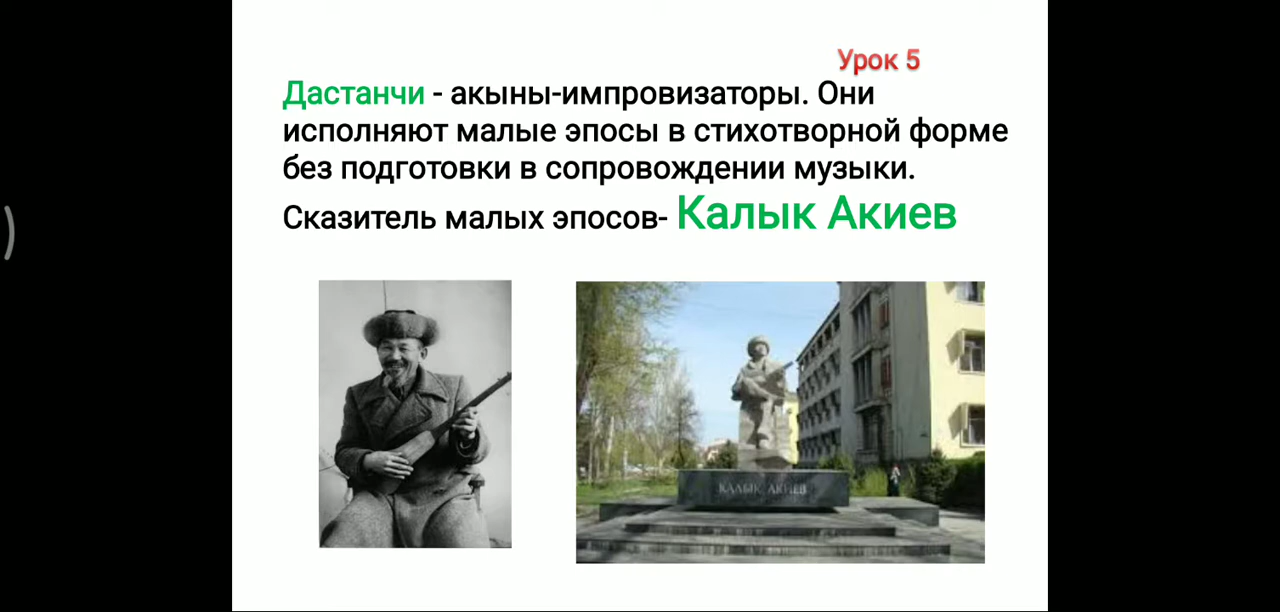 Урок 5
Дастанчи - акыны-импровизаторы. Они
исполняют малые эпосы в стихотворной форме
без подготовки в сопровождении музыки.
Сказитель малых эпосов- Калык Акиев
КАЛЫК АКИЕВ